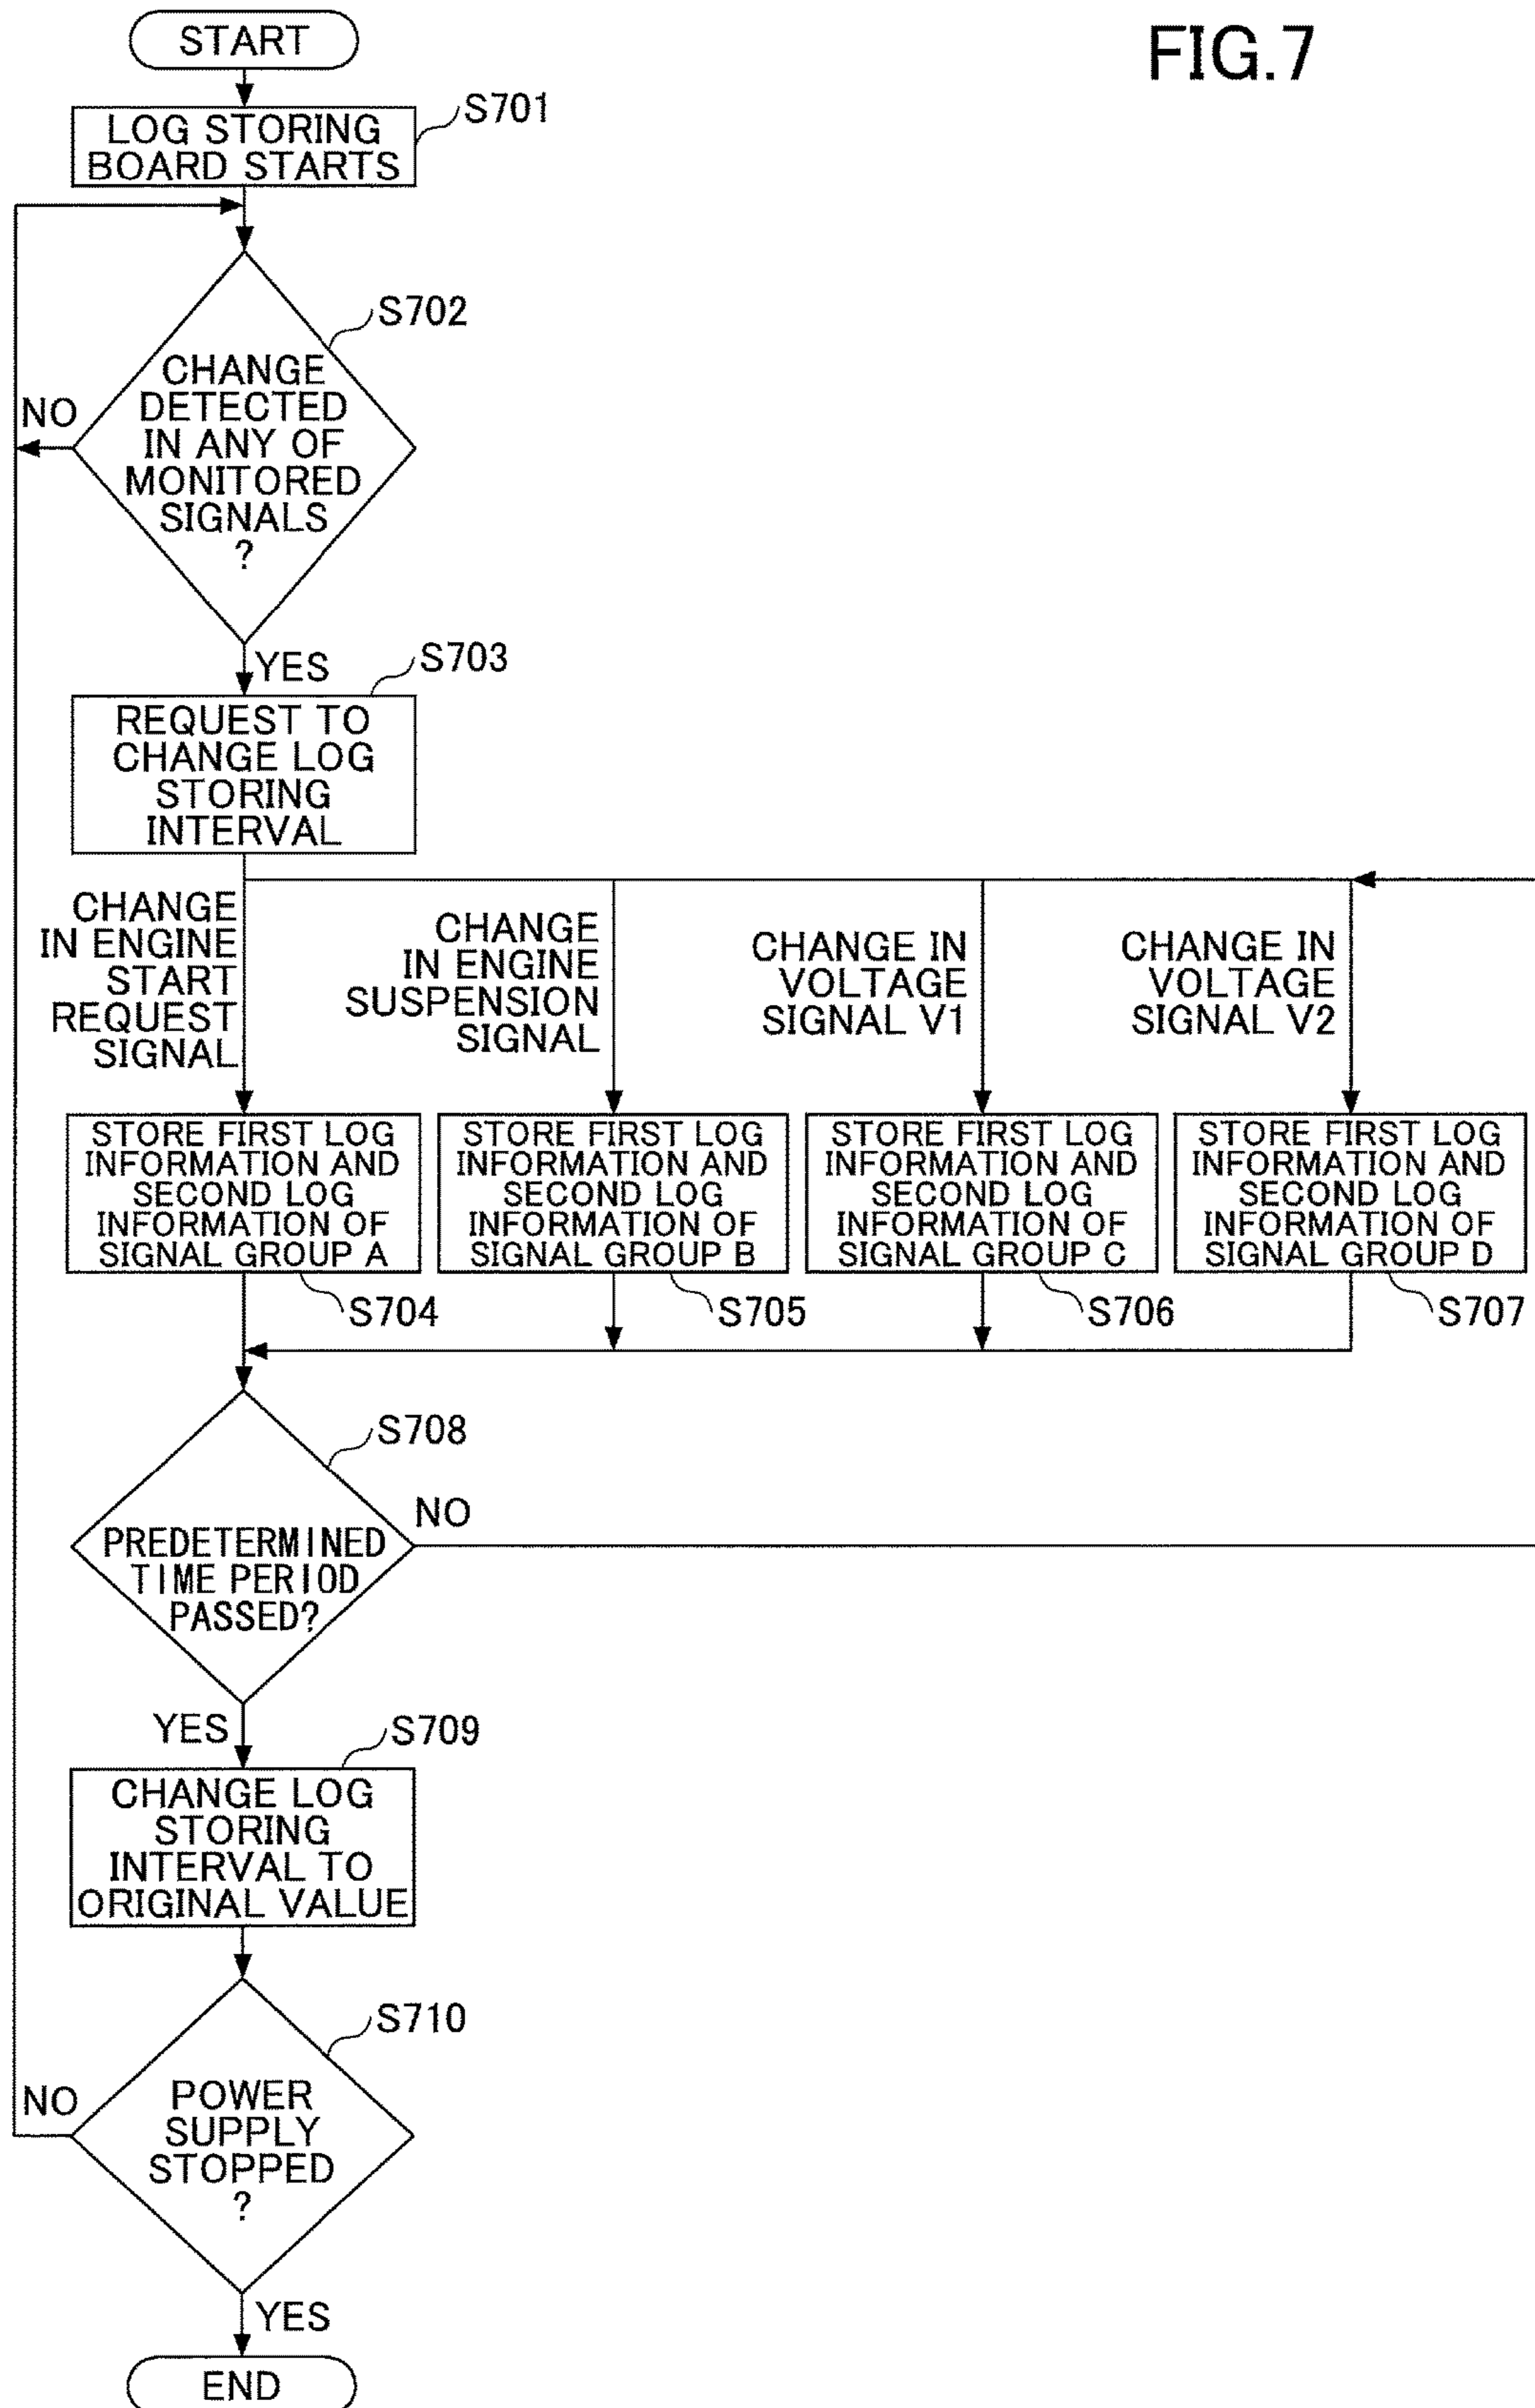 FIG.7
START
S701
LOG STORING
BOARD STARTS
S702
CHANGE
DETECTED
IN ANY OF
MONITORED
SIGNALS
?
NO
YES
S703
REQUEST TO
CHANGE LOG
STORING
INTERVAL
CHANGE
IN ENGINE
START
REQUEST
SIGNAL
CHANGE
IN ENGINE
SUSPENSION
SIGNAL
CHANGE IN
VOLTAGE
SIGNAL V1
CHANGE IN
VOLTAGE
SIGNAL V2
STORE FIRST LOG
INFORMATION AND
SECOND LOG
INFORMATION OF
SIGNAL GROUP A
S704
STORE FIRST LOG
INFORMATION AND
SECOND LOG
INFORMATION OF
SIGNAL GROUP B
S705
STORE FIRST LOG
INFORMATION AND
SECOND LOG
INFORMATION OF
SIGNAL GROUP C
S706
STORE FIRST LOG
INFORMATION AND
SECOND LOG
INFORMATION OF
SIGNAL GROUP D
S707
S708
PREDETERMINED
TIME PERIOD
PASSED?
NO
YES
S709
CHANGE LOG
STORING
INTERVAL TO
ORIGINAL VALUE
S710
POWER
SUPPLY
STOPPED
?
NO
YES
END